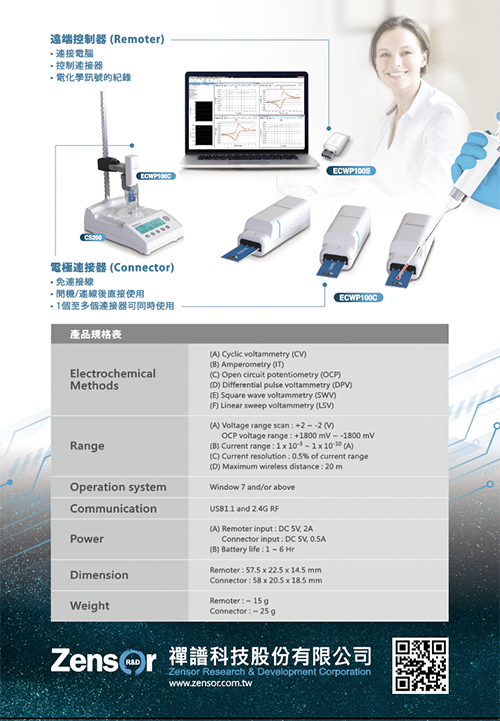 遠端控制器 (Remoter)
• 連接電腦
• 控制連接器
• 電化學訊號的紀錄
ECWP100C
ECWP100S
CS200
電極連接器 (Connector)
• 免連接線
• 開機/連線後直接使用
• 1個至多個連接器可同時使用
ECWP100C
產品規格表
Electrochemical Methods
(A) Cyclic voltammetry (CV)
(B) Amperometry (IT)
(C) Open circuit potentiometry (OCP)
(D) Differential pulse voltammetry (DPV)
(E) Square wave voltammetry (SWV)
(F) Linear sweep voltammetry (LSV)
Range
(A) Voltage range scan : +2 ~ -2 (V)
OCP voltage range : +1800 mV ~ -1800 mV
(B) Current range : 1 x 10⁻³ ~ 1 x 10⁻¹⁰ (A)
(C) Current resolution : 0.5% of current range
(D) Maximum wireless distance : 20 m
Operation system
Window 7 and/or above
Communication
USB1.1 and 2.4G RF
Power
(A) Remoter input : DC 5V, 2A
Connector input : DC 5V, 0.5A
(B) Battery life : 1 ~ 6 Hr
Dimension
Remoter : 57.5 x 22.5 x 14.5 mm
Connector : 58 x 20.5 x 18.5 mm
Weight
Remoter : ~ 15 g
Connector : ~ 25 g
Zensor R&D
禪譜科技股份有限公司
Zensor Research & Development Corporation
www.zensor.com.tw